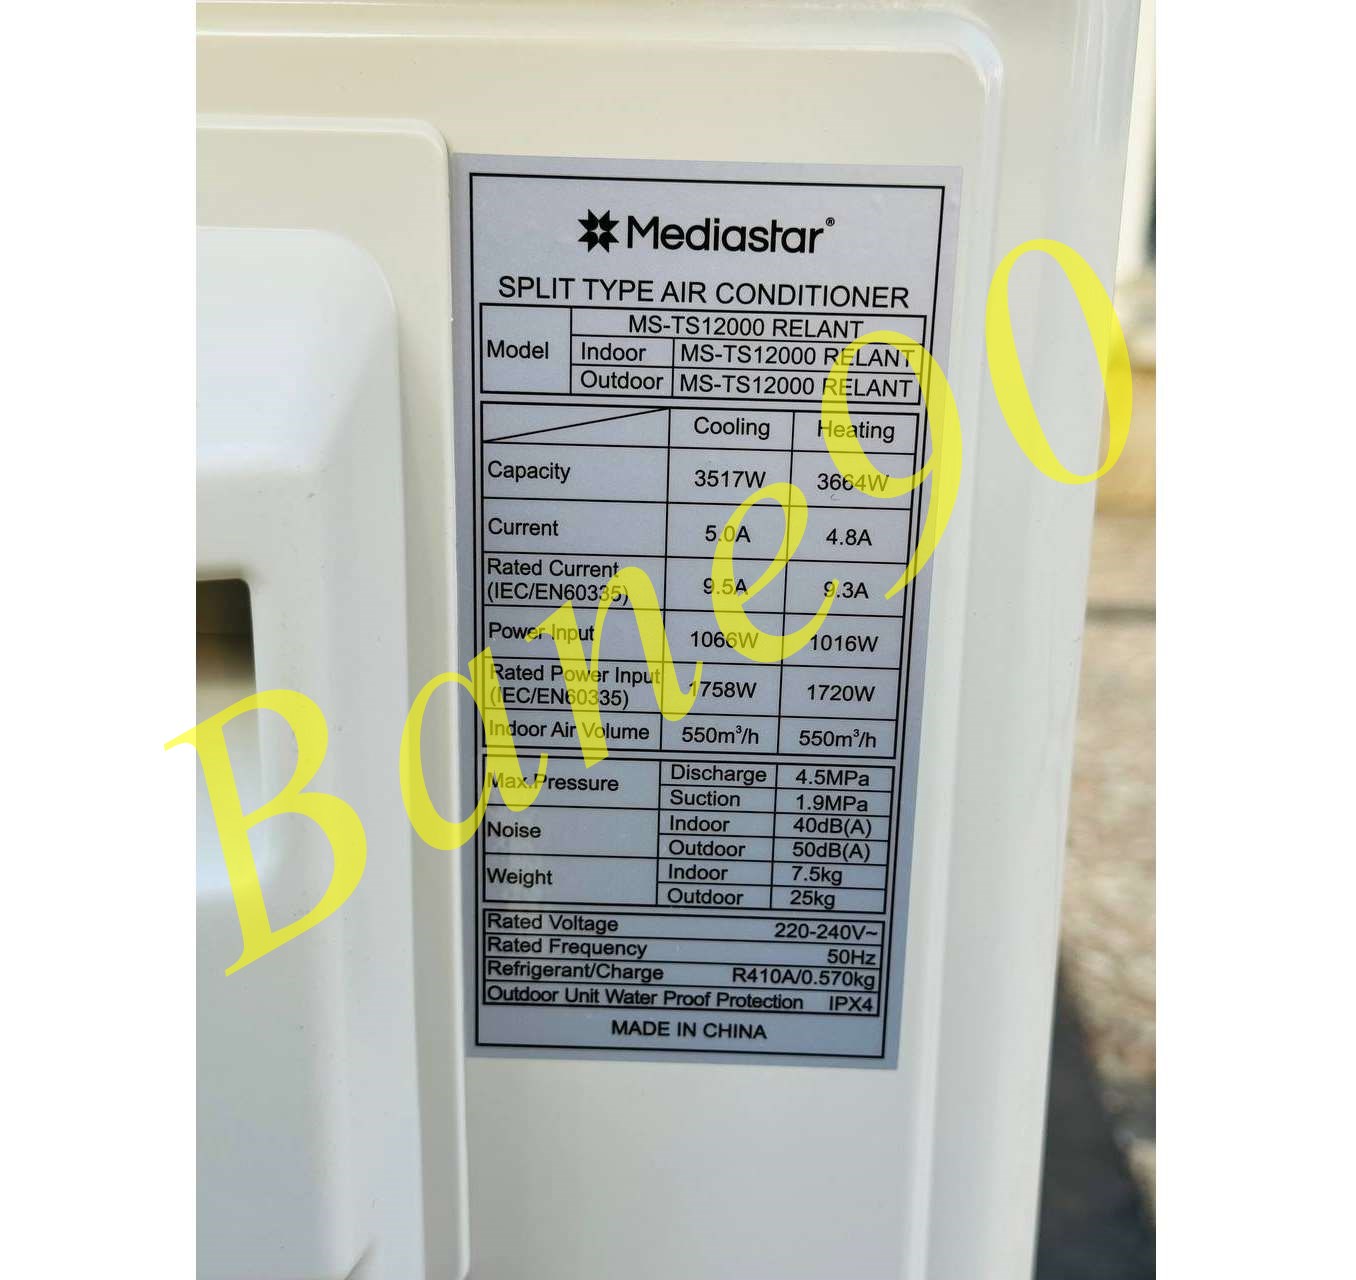 Mediastar®
SPLIT TYPE AIR CONDITIONER
Model MS-TS12000 RELANT
Indoor MS-TS12000 RELANT
Outdoor MS-TS12000 RELANT
Cooling Heating
Capacity 3517W 3664W
Current 5.0A 4.8A
Rated Current (IEC/EN60335) 9.5A 9.3A
Power Input 1066W 1016W
Rated Power Input (IEC/EN60335) 1758W 1720W
Indoor Air Volume 550m³/h 550m³/h
Max.Pressure Discharge 4.5MPa
Suction 1.9MPa
Noise Indoor 40dB(A)
Outdoor 50dB(A)
Weight Indoor 7.5kg
Outdoor 25kg
Rated Voltage 220-240V~
Rated Frequency 50Hz
Refrigerant/Charge R410A/0.570kg
Outdoor Unit Water Proof Protection IPX4
MADE IN CHINA
Bane90